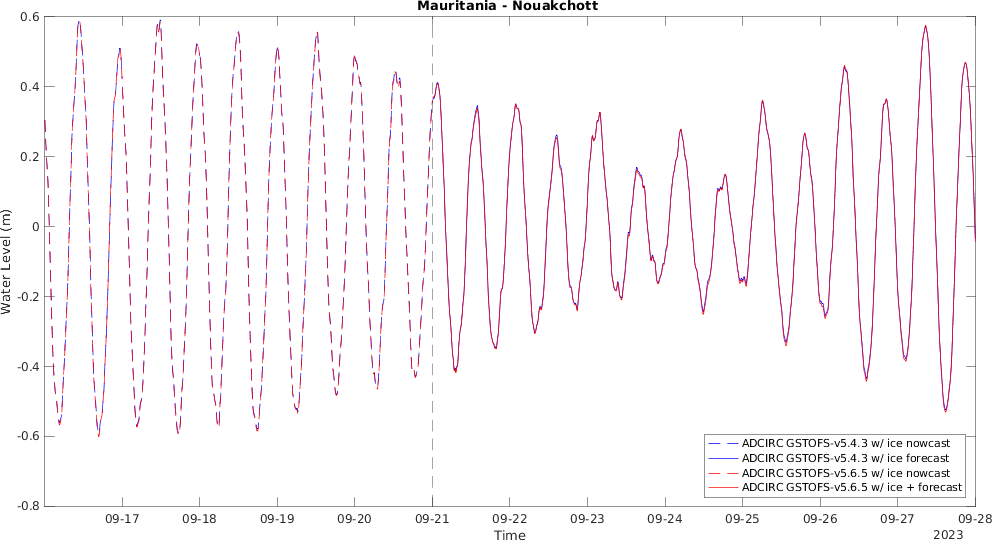 Mauritania - Nouakchott
0.6
0.4
0.2
0
-0.2
-0.4
-0.6
-0.8
Water Level (m)
ADCIRC GSTOFS-v5.4.3 w/ ice nowcast
ADCIRC GSTOFS-v5.4.3 w/ ice forecast
ADCIRC GSTOFS-v5.6.5 w/ ice nowcast
ADCIRC GSTOFS-v5.6.5 w/ ice + forecast
09-17 09-18 09-19 09-20 09-21 09-22 09-23 09-24 09-25 09-26 09-27 09-28
Time
2023